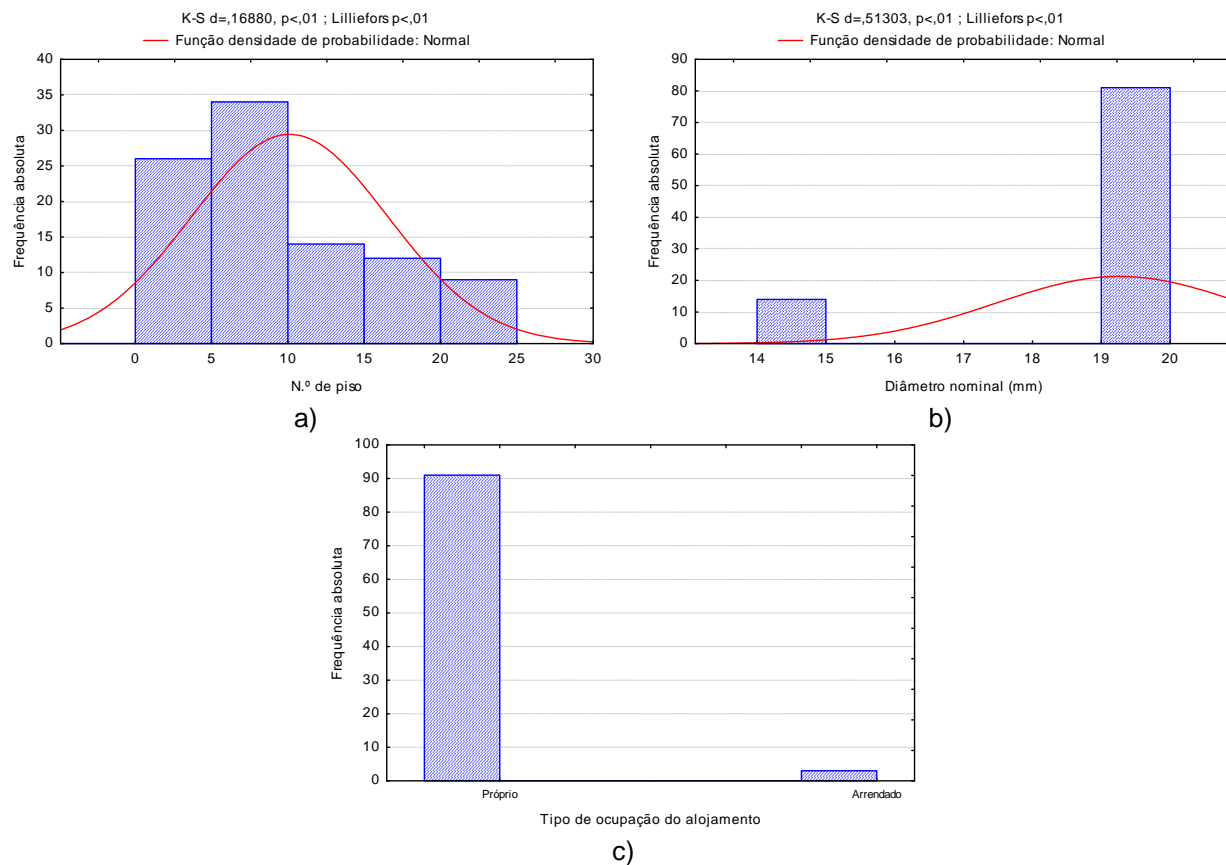 K-S d=,16880, p<,01 ; Lilliefors p<,01
Função densidade de probabilidade: Normal
40
35
30
25
20
15
10
5
0
Frequência absoluta
0 5 10 15 20 25 30
N.º de piso
a)
K-S d=,51303, p<,01 ; Lilliefors p<,01
Função densidade de probabilidade: Normal
90
80
70
60
50
40
30
20
10
0
Frequência absoluta
14 15 16 17 18 19 20
Diâmetro nominal (mm)
b)
100
90
80
70
60
50
40
30
20
10
0
Frequência absoluta
Próprio Arrendado
Tipo de ocupação do alojamento
c)